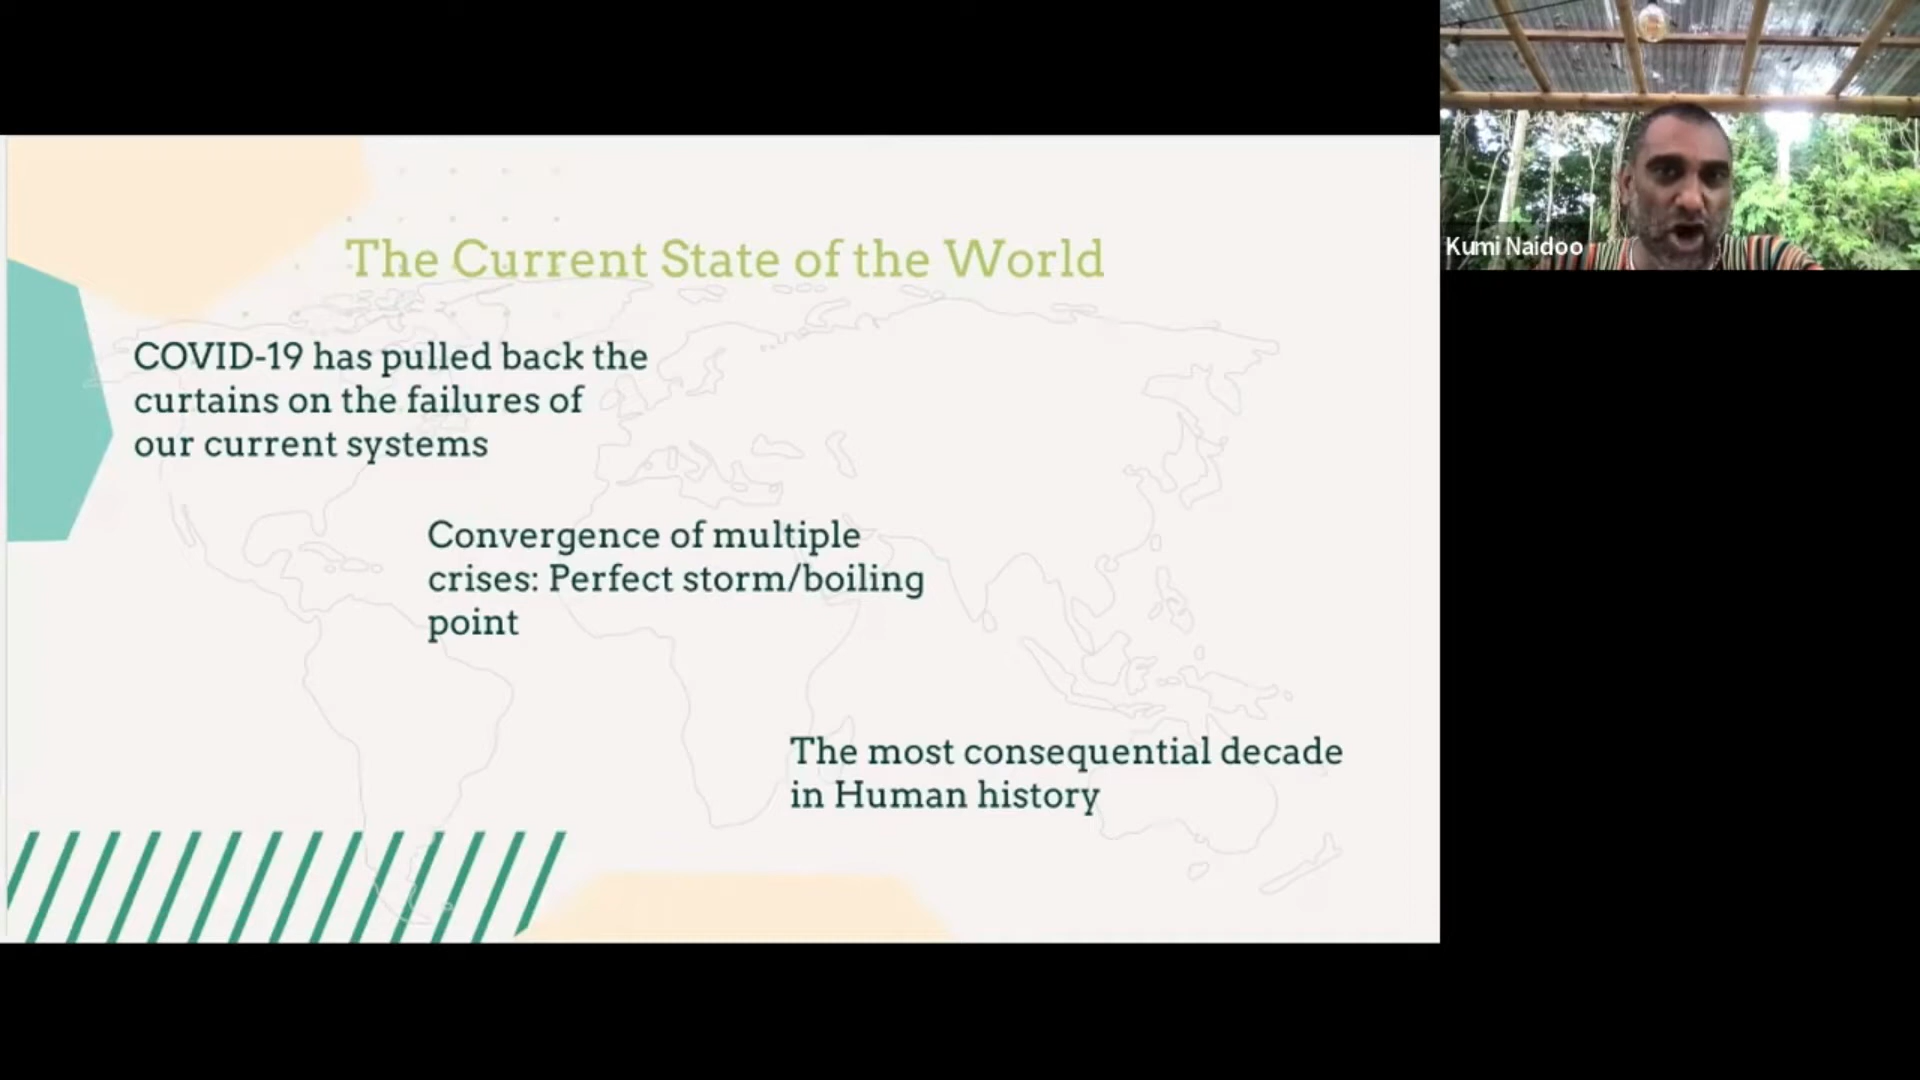 The Current State of the World
COVID-19 has pulled back the
curtains on the failures of
our current systems
Convergence of multiple
crises: Perfect storm/boiling
point
The most consequential decade
in Human history
Kumi Naidoo